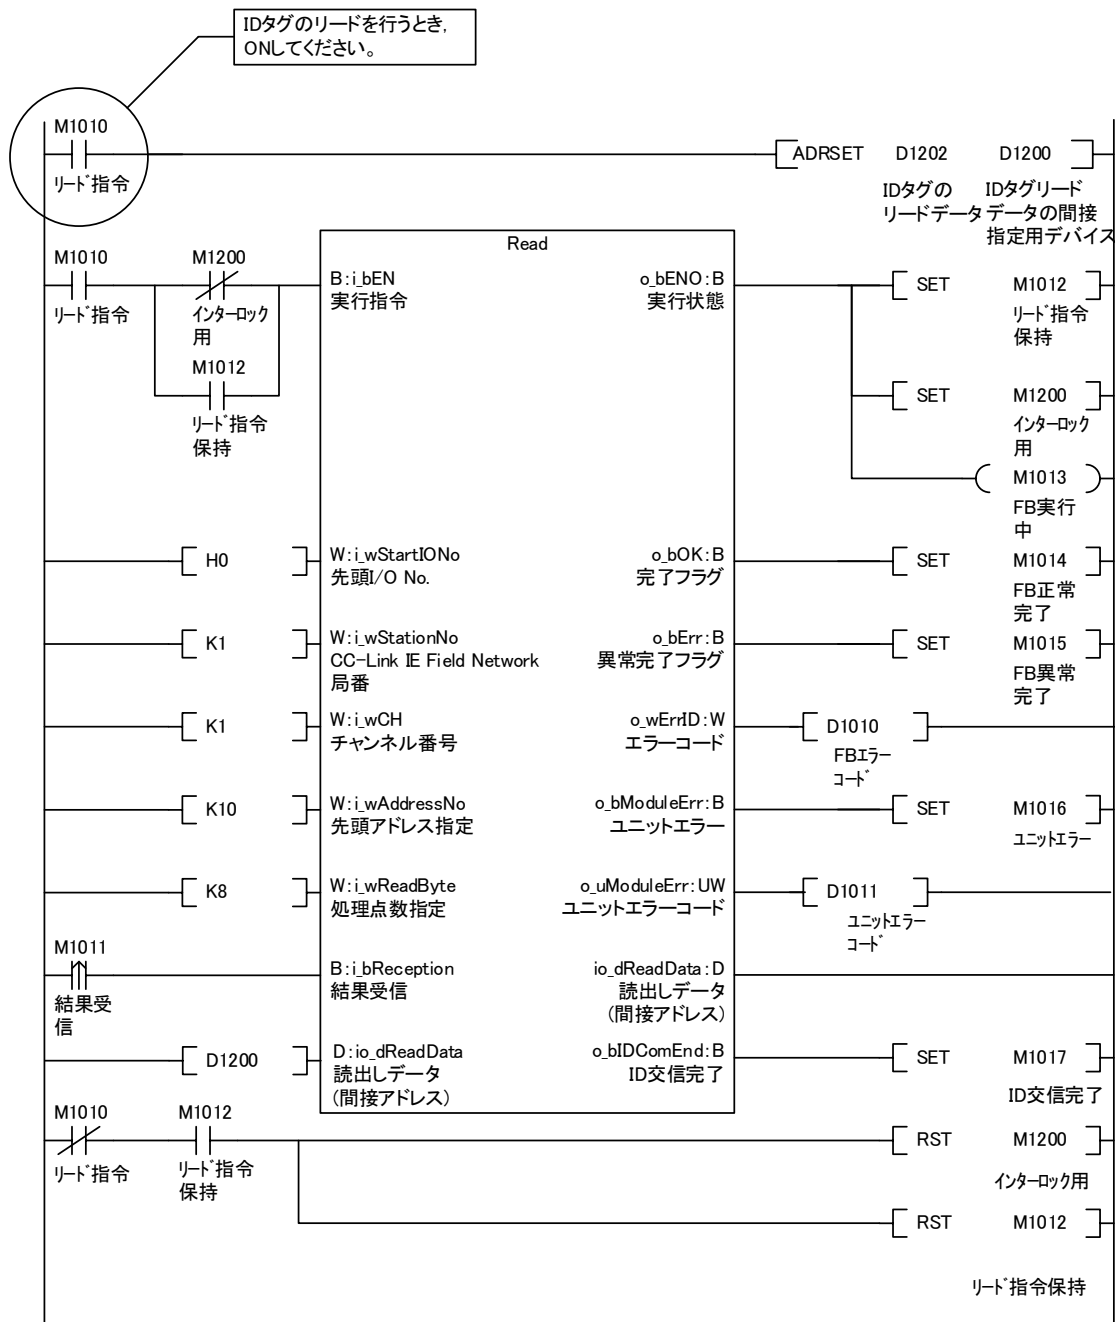 IDタグのリードを行うとき,
ONしてください。
M1010
リード指令
ADRSET D1202 D1200
IDタグの
リードデータ
IDタグリード
データの間接
指定用デバイス
Read
M1010
リード指令
M1200
インターロック
用
M1012
リード指令
保持
B:i_bEN
実行指令
o_bENO:B
実行状態
SET M1012
リード指令
保持
SET M1200
インターロック
用
M1013
FB実行
中
H0
W:i_wStartIONo
先頭I/O No.
o_bOK:B
完了フラグ
SET M1014
FB正常
完了
K1
W:i_wStationNo
CC-Link IE Field Network
局番
o_bErr:B
異常完了フラグ
SET M1015
FB異常
完了
K1
W:i_wCH
チャンネル番号
o_wErrID:W
エラーコード
D1010
FBエラー
コード
K10
W:i_wAddressNo
先頭アドレス指定
o_bModuleErr:B
ユニットエラー
SET M1016
ユニットエラー
K8
W:i_wReadByte
処理点数指定
o_uModuleErr:UW
ユニットエラーコード
D1011
ユニットエラー
コード
M1011
結果受
信
B:i_bReception
結果受信
io_dReadData:D
読出しデータ
(間接アドレス)
D1200
D:io_dReadData
読出しデータ
(間接アドレス)
o_bIDComEnd:B
ID交信完了
SET M1017
ID交信完了
M1010
リード指令
M1012
リード指令
保持
RST M1200
インターロック用
RST M1012
リード指令保持